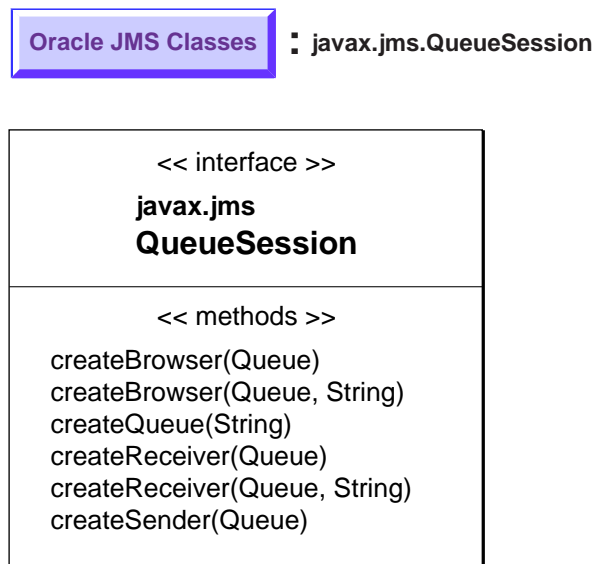 Oracle JMS Classes : javax.jms.QueueSession
<< interface >>
javax.jms
QueueSession
<< methods >>
createBrowser(Queue)
createBrowser(Queue, String)
createQueue(String)
createReceiver(Queue)
createReceiver(Queue, String)
createSender(Queue)